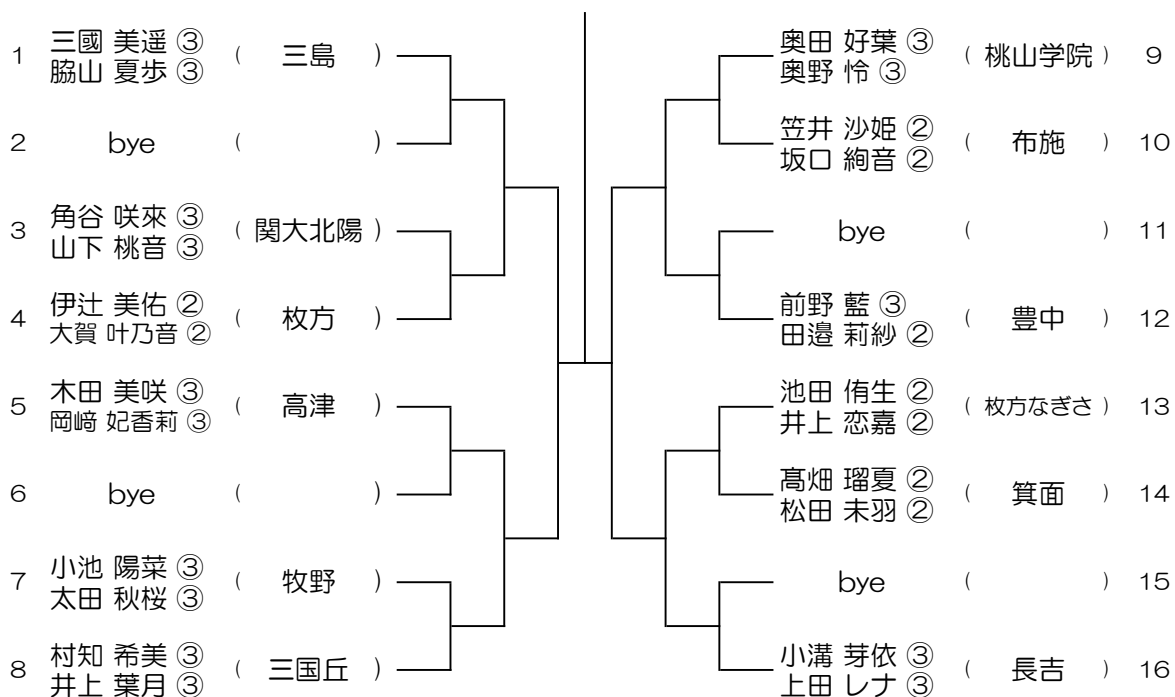 1 三國 美遥 ③ ( 三島 )
脇山 夏歩 ③
2 bye ( )
3 角谷 咲來 ③ ( 関大北陽 )
山下 桃音 ③
4 伊辻 美佑 ② ( 枚方 )
大賀 叶乃音 ②
5 木田 美咲 ③ ( 高津 )
岡﨑 妃香莉 ③
6 bye ( )
7 小池 陽菜 ③ ( 牧野 )
太田 秋桜 ③
8 村知 希美 ③ ( 三国丘 )
井上 葉月 ③
奥田 好葉 ③ ( 桃山学院 ) 9
奥野 怜 ③
笠井 沙姫 ② ( 布施 ) 10
坂口 絢音 ②
bye ( ) 11
前野 藍 ③ ( 豊中 ) 12
田邉 莉紗 ②
池田 侑生 ② ( 枚方なぎさ ) 13
井上 恋嘉 ②
髙畑 瑠夏 ② ( 箕面 ) 14
松田 未羽 ②
bye ( ) 15
小溝 芽依 ③ ( 長吉 ) 16
上田 レナ ③